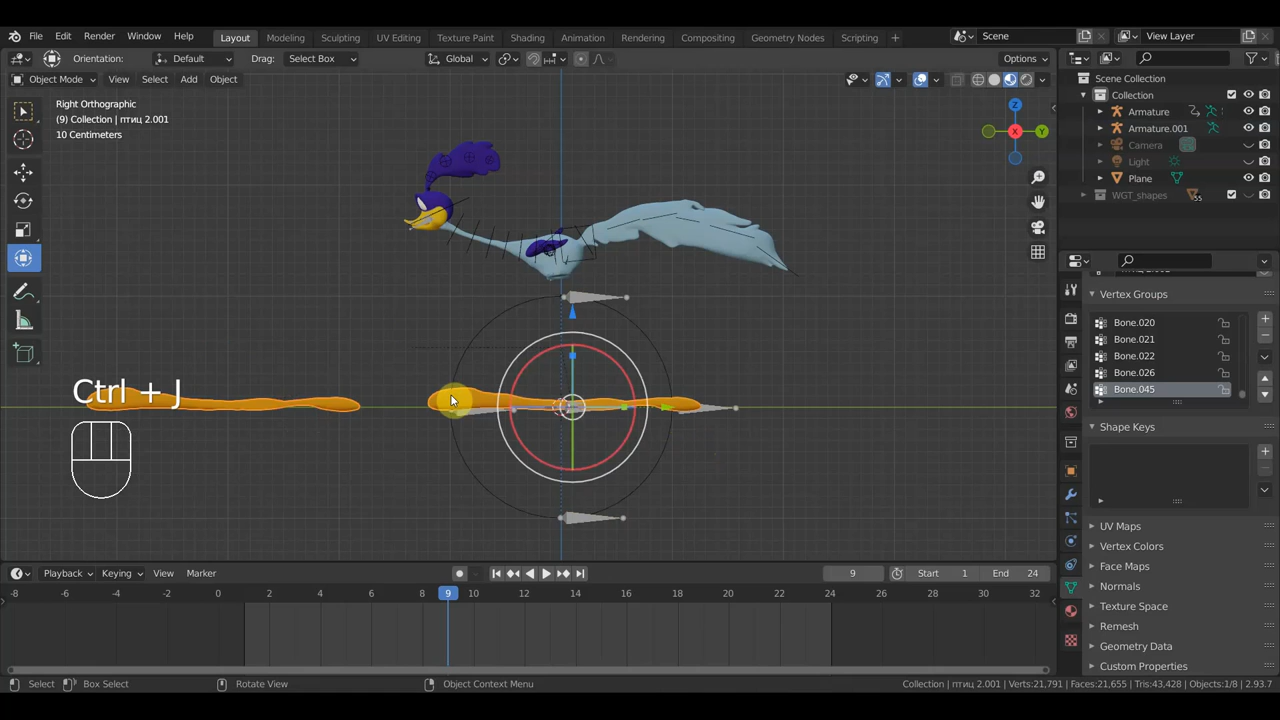 File Edit Render Window Help Layout Modeling Sculpting UV Editing Texture Paint Shading Animation Rendering Compositing Geometry Nodes Scripting Scene View Layer
Orientation: Default Drag: Select Box Global Options
Object Mode View Select Add Object
Right Orthographic
(9) Collection | птиц 2.001
10 Centimeters
Scene Collection
Collection
Armature
Armature.001
Camera
Light
Plane
WGT_shapes
55
X
Y
Z
Vertex Groups
Bone.020
Bone.021
Bone.022
Bone.026
Bone.045
Shape Keys
UV Maps
Vertex Colors
Face Maps
Normals
Texture Space
Remesh
Geometry Data
Custom Properties
Ctrl + J
Playback Keying View Marker 9 Start 1 End 24
-8 -6 -4 -2 0 2 4 6 8 9 10 12 14 16 18 20 22 24 26 28 30 32
Select Box Select Rotate View Object Context Menu Collection | птиц 2.001 | Verts:21,791 | Faces:21,655 | Tris:43,428 | Objects:1/8 | 2.93.7